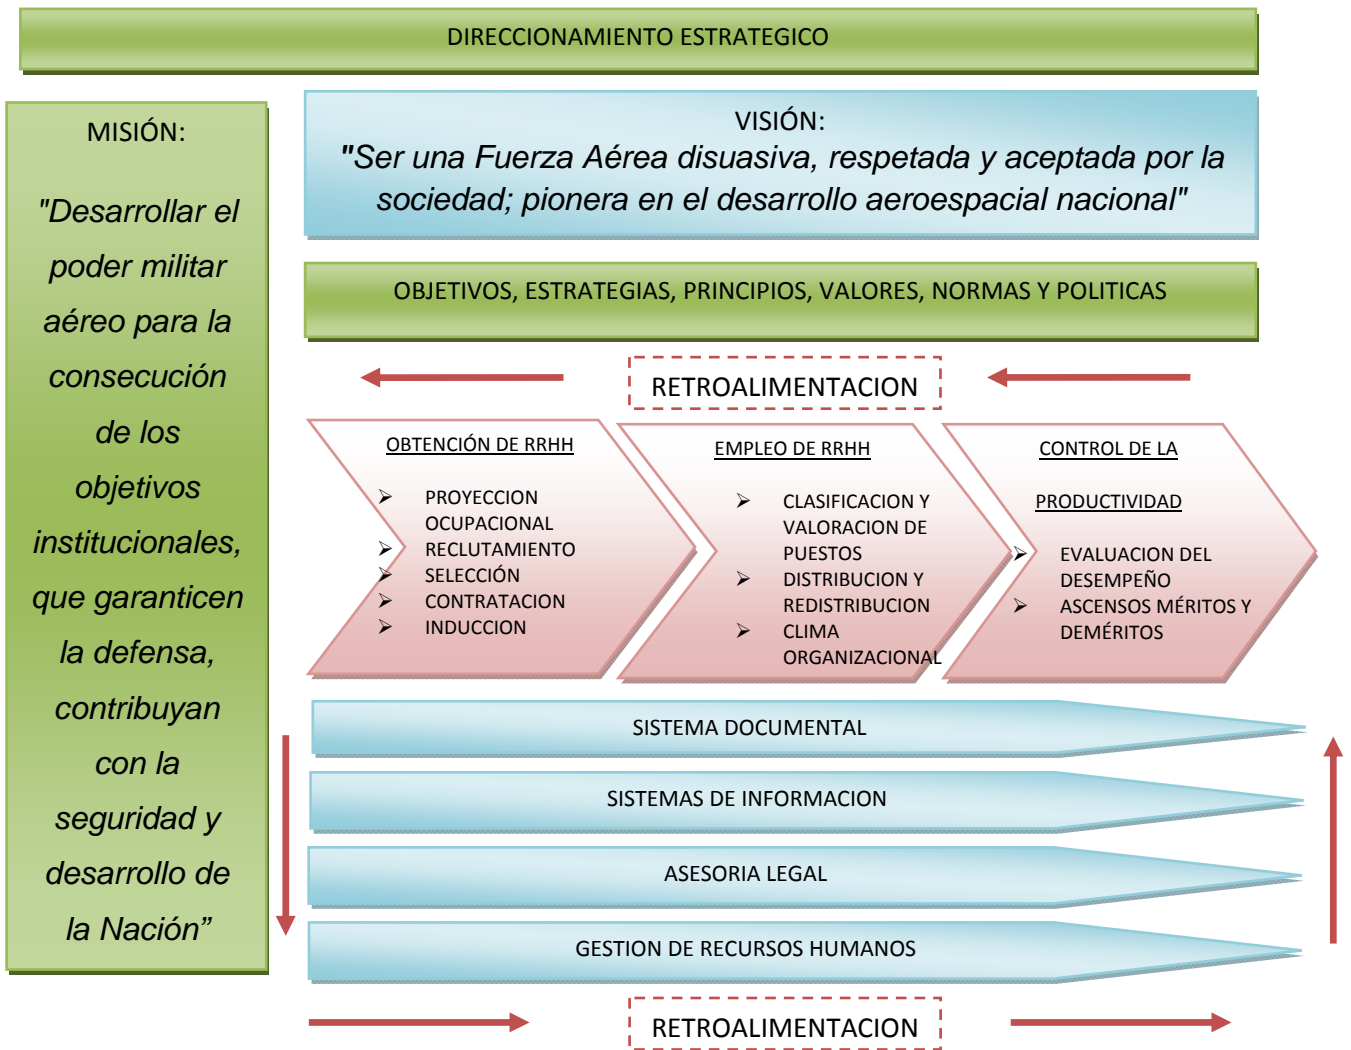 DIRECCIONAMIENTO ESTRATEGICO
MISIÓN:
"Desarrollar el
poder militar
aéreo para la
consecución
de los
objetivos
institucionales,
que garanticen
la defensa,
contribuyan
con la
seguridad y
desarrollo de
la Nación”
VISIÓN:
"Ser una Fuerza Aérea disuasiva, respetada y aceptada por la
sociedad; pionera en el desarrollo aeroespacial nacional"
OBJETIVOS, ESTRATEGIAS, PRINCIPIOS, VALORES, NORMAS Y POLITICAS
RETROALIMENTACION
OBTENCIÓN DE RRHH
PROYECCION
OCUPACIONAL
RECLUTAMIENTO
SELECCIÓN
CONTRATACION
INDUCCION
EMPLEO DE RRHH
CLASIFICACION Y
VALORACION DE
PUESTOS
DISTRIBUCION Y
REDISTRIBUCION
CLIMA
ORGANIZACIONAL
CONTROL DE LA
PRODUCTIVIDAD
EVALUACION DEL
DESEMPEÑO
ASCENSOS MÉRITOS Y
DEMÉRITOS
SISTEMA DOCUMENTAL
SISTEMAS DE INFORMACION
ASESORIA LEGAL
GESTION DE RECURSOS HUMANOS
RETROALIMENTACION